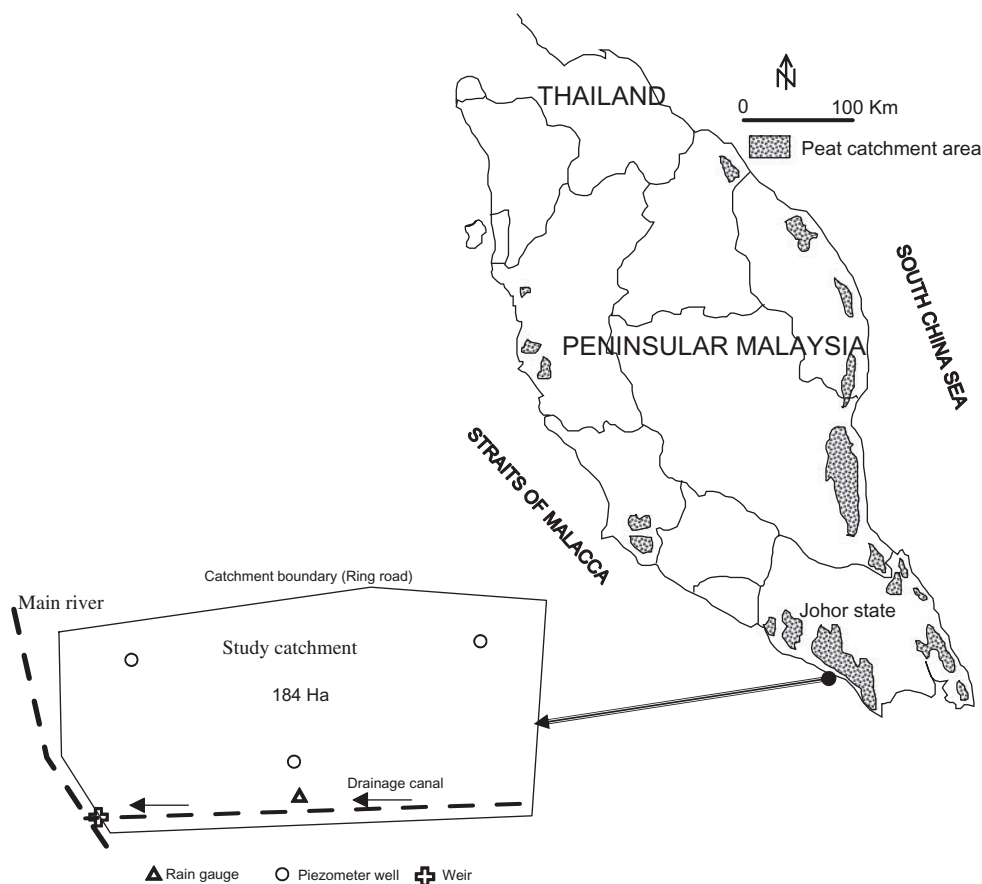 N
THAILAND
0 100 Km
Peat catchment area
SOUTH CHINA SEA
PENINSULAR MALAYSIA
STRAITS OF MALACCA
Johor state
Catchment boundary (Ring road)
Main river
Study catchment
184 Ha
Drainage canal
Rain gauge Piezometer well Weir